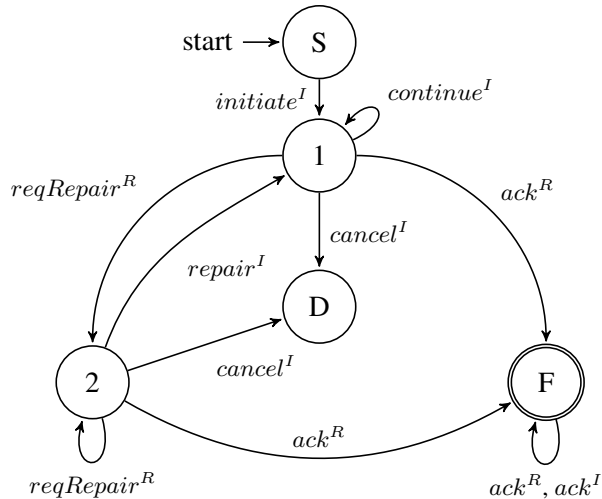 start
S
initiate^I
continue^I
1
reqRepair^R
ack^R
repair^I
cancel^I
D
cancel^I
2
F
ack^R
reqRepair^R
ack^R, ack^I